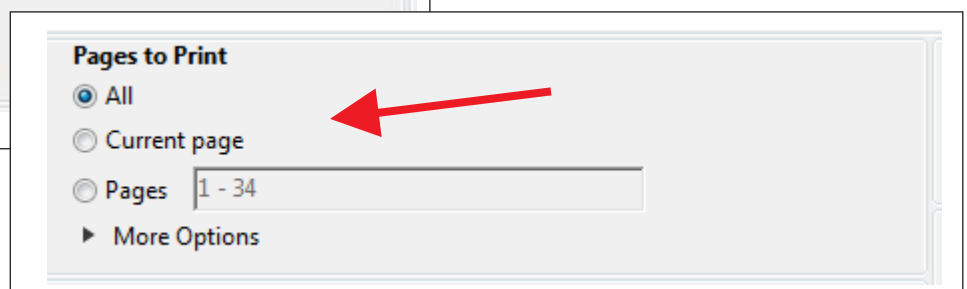 Pages to Print
All
Current page
Pages 1 - 34
More Options